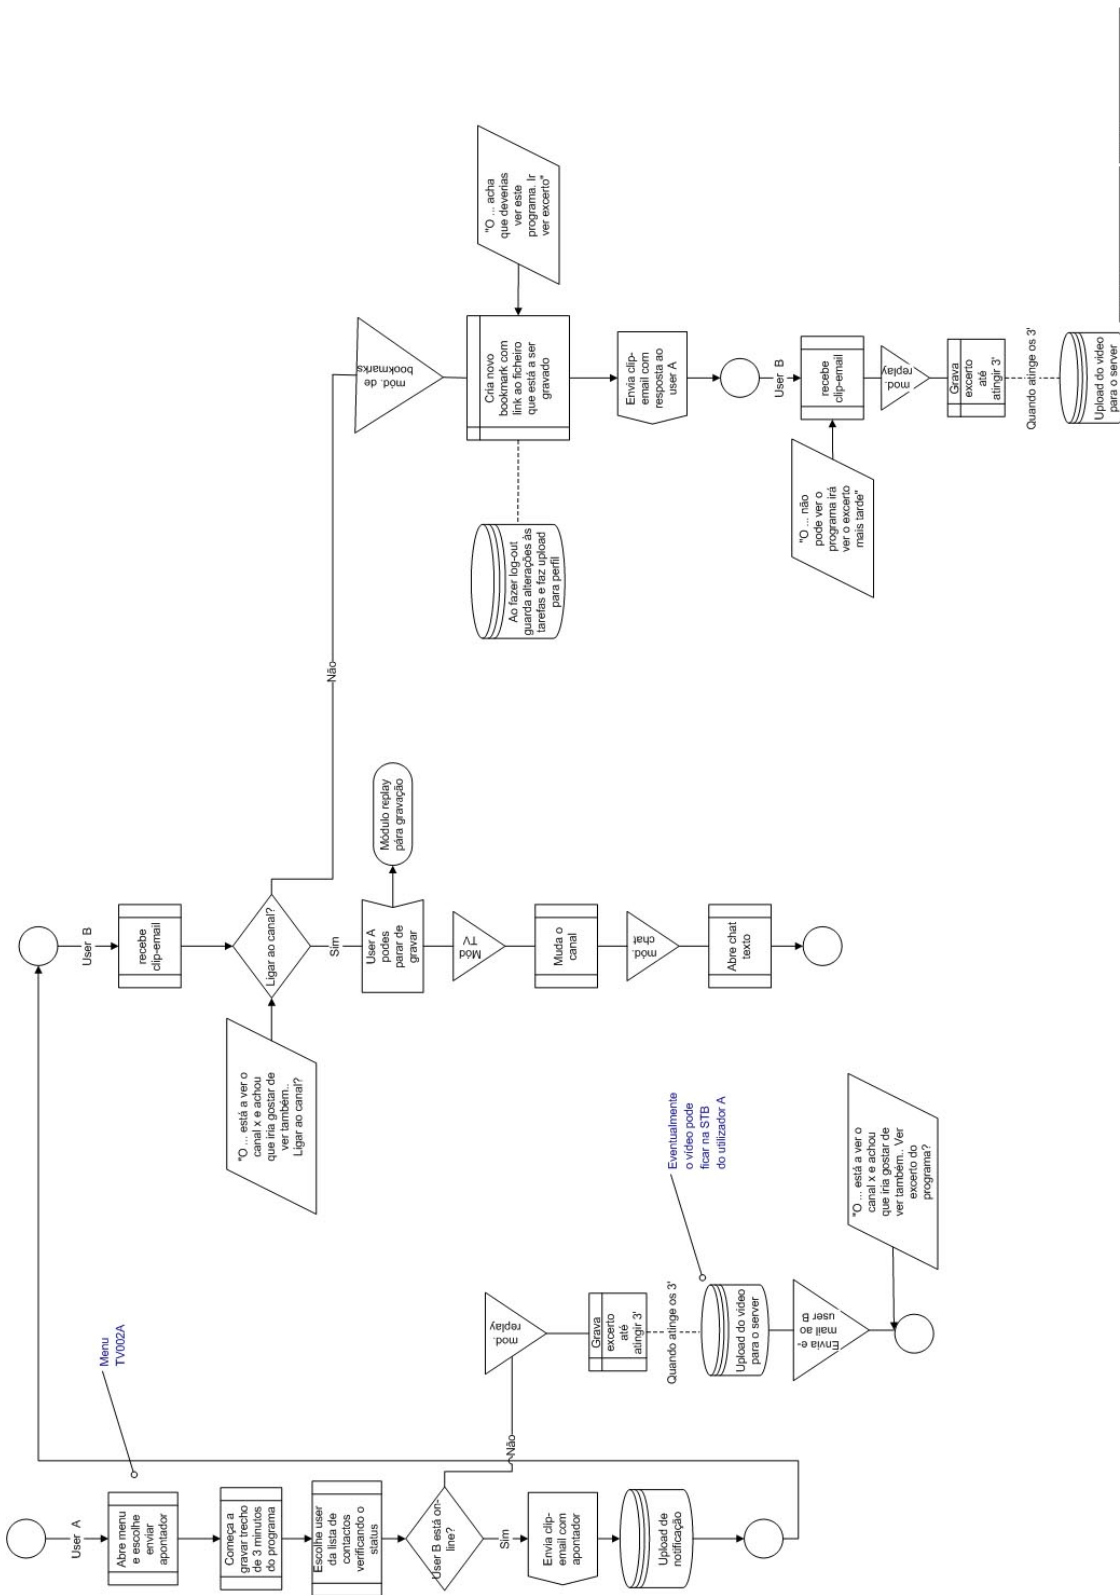 User A
Abre menu
e escolhe
enviar
apontador
Menu
TV002A
Começa a
gravar trecho
de 3 minutos
do programa
Escolhe user
da lista de
contactos
verificando o
status
User B está on-
line?
Sim
Envia clip-
email com
apontador
Upload de
notificação
Não
mod.
replay
Grava
excerto
até
atingir 3'
Quando atinge os 3'
Upload do video
para o server
Eventualmente
o vídeo pode
ficar na STB
do utilizador A
Envia e-
mail ao
user B
"O ... está a ver o
canal x e achou
que iria gostar de
ver também.. Ver
excerto do
programa?
User B
recebe
clip-email
Ligar ao canal?
"O ... está a ver o
canal x e achou
que iria gostar de
ver também..
Ligar ao canal?
Sim
User A
podes
parar de
gravar
Módulo replay
pára gravação
Mód
TV
Muda o
canal
mód.
chat
Abre chat
texto
Não
mód. de
bookmarks
Cria novo
bookmark com
link ao ficheiro
que está a ser
gravado
"O ... acha
que deverias
ver este
programa. Ir
ver excerto"
Ao fazer log-out
guarda alterações às
tarefas e faz upload
para perfil
Envia clip-
email com
resposta ao
user A
User B
recebe
clip-email
"O ... não
pode ver o
programa irá
ver o excerto
mais tarde"
mod.
replay
Grava
excerto
até
atingir 3'
Quando atinge os 3'
Upload do video
para o server